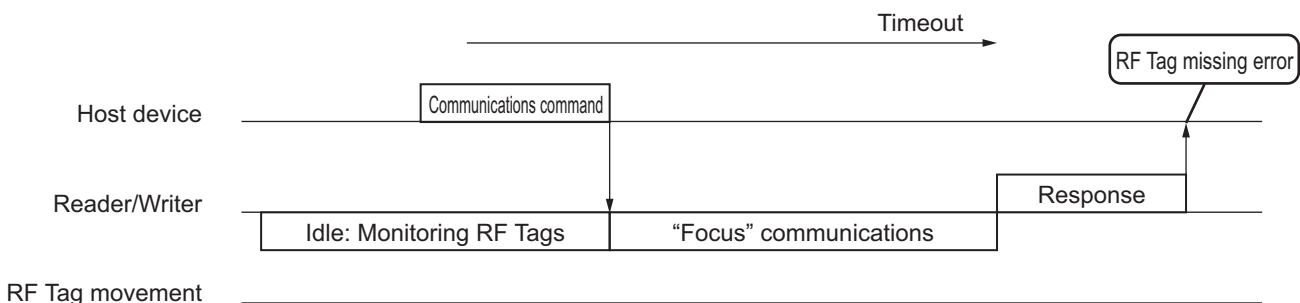 Timeout
RF Tag missing error
Host device
Communications command
Reader/Writer
Response
Idle: Monitoring RF Tags
“Focus” communications
RF Tag movement